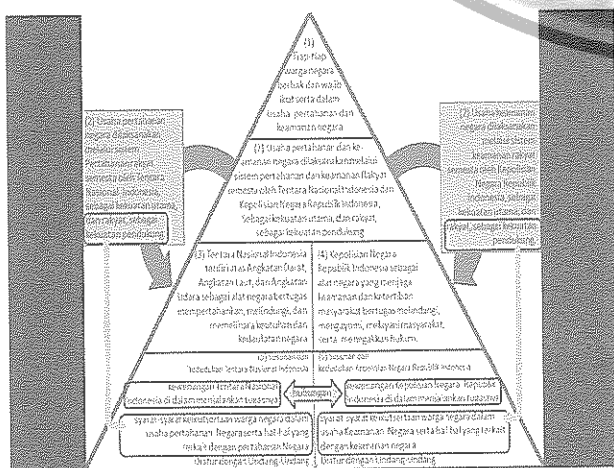 (1)
Tiap-tiap
warga negara
berhak dan wajib
ikut serta dalam
usaha pertahanan dan
keamanan negara
(2) Usaha pertahanan
negara dilaksanakan
melalui sistem
Pertahanan rakyat
semesta oleh Tentara
Nasional Indonesia,
sebagai kekuatan utama,
dan rakyat, sebagai
kekuatan pendukung.
(2) Usaha pertahanan dan ke-
amanan negara dilaksanakan melalui
sistem pertahanan dan keamanan Rakyat
semesta oleh Tentara Nasional Indonesia dan
Kepolisian Negara Republik Indonesia,
Sebagai kekuatan utama, dan rakyat,
sebagai kekuatan pendukung
(2) Usaha keamanan
negara dilaksanakan
melalui sistem
keamanan rakyat
semesta oleh Kepolisian
Negara Republik
Indonesia, sebagai
kekuatan utama, dan
rakyat, sebagai kekuatan
pendukung.
(3) Tentara Nasional Indonesia
terdiri atas Angkatan Darat,
Angkatan Laut, dan Angkatan
Udara sebagai alat negara bertugas
mempertahankan, melindungi, dan
memelihara keutuhan dan
kedaulatan negara
(4) Kepolisian Negara
Republik Indonesia sebagai
alat negara yang menjaga
keamanan dan ketertiban
masyarakat bertugas melindungi,
mengayomi, melayani masyarakat,
serta menegakkan hukum.
susunan dan
kedudukan Tentara Nasional Indonesia
susunan dan
kedudukan Kepolisian Negara Republik Indonesia
kewenangan Tentara Nasional
Indonesia di dalam menjalankan tugasnya
hubungan
kewenangan Kepolisian Negara Republik
Indonesia di dalam menjalankan tugasnya
syarat-syarat keikutsertaan warga negara dalam
usaha pertahanan Negara serta hal-hal yang
terkait dengan pertahanan Negara
Diatur dengan Undang-Undang
syarat-syarat keikutsertaan warga negara dalam
usaha Keamanan Negara serta hal-hal yang terkait
dengan keamanan negara
Diatur dengan Undang-Undang